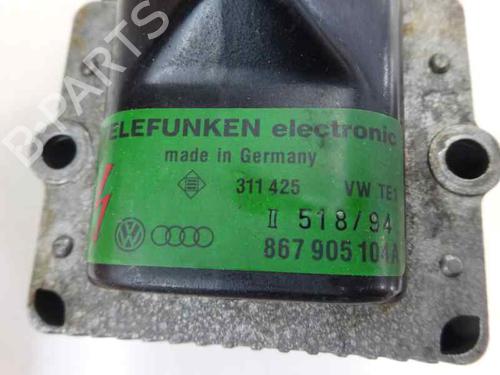 B-PARTS
ELEFUNKEN electronic
made in Germany
311 425 VW TE1
II 518/94
867 905 104A